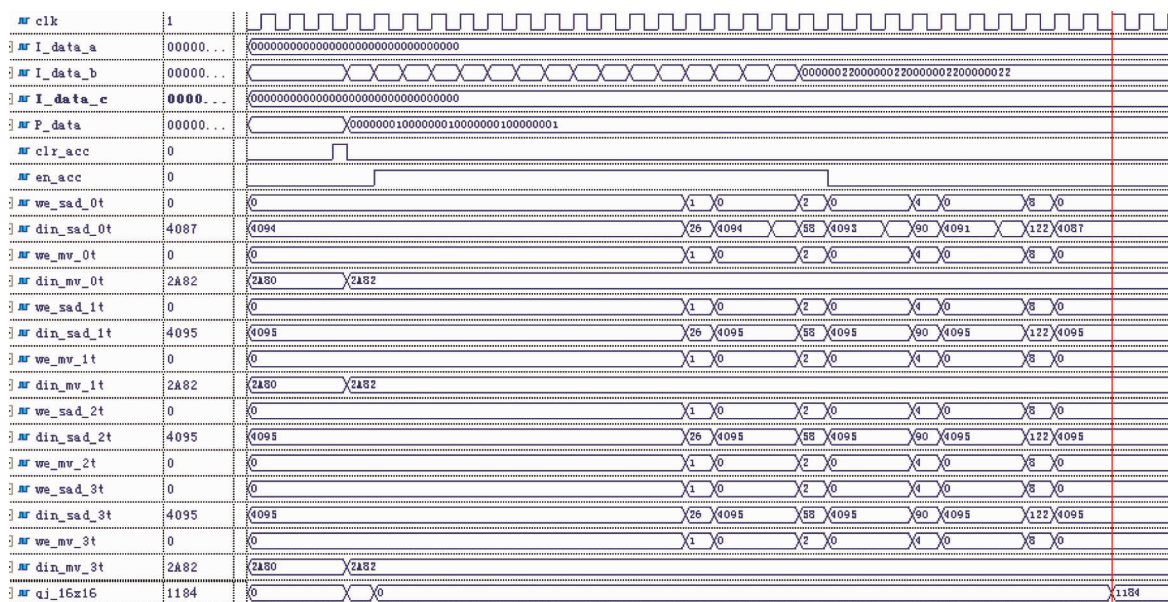 clk 1
I_data_a 00000... 00000000000000000000000000000000
I_data_b 00000... 00000022000000220000002200000022
I_data_c 0000... 00000000000000000000000000000000
P_data 00000... 00000001000000010000000100000001
clr_acc 0
en_acc 0
we_sad_0t 0 0 1 0 2 0 4 0 8 0
din_sad_0t 4087 4094 26 4094 58 4093 90 4091 122 4087
we_mv_0t 0 0 1 0 2 0 4 0 8 0
din_mv_0t 2A82 2A80 2A82
we_sad_1t 0 0 1 0 2 0 4 0 8 0
din_sad_1t 4095 4095 26 4095 58 4095 90 4095 122 4095
we_mv_1t 0 0 1 0 2 0 4 0 8 0
din_mv_1t 2A82 2A80 2A82
we_sad_2t 0 0 1 0 2 0 4 0 8 0
din_sad_2t 4095 4095 26 4095 58 4095 90 4095 122 4095
we_mv_2t 0 0 1 0 2 0 4 0 8 0
we_sad_3t 0 0 1 0 2 0 4 0 8 0
din_sad_3t 4095 4095 26 4095 58 4095 90 4095 122 4095
we_mv_3t 0 0 1 0 2 0 4 0 8 0
din_mv_3t 2A82 2A80 2A82
qj_16x16 1184 0 0 1184